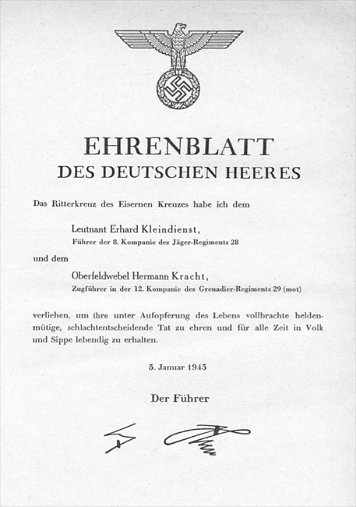 EHRENBLATT
DES DEUTSCHEN HEERES
Das Ritterkreuz des Eisernen Kreuzes habe ich dem
Leutnant Erhard Kleindienst,
Führer der 8. Kompanie des Jäger-Regiments 28
und dem
Oberfeldwebel Hermann Kracht,
Zugführer in der 12. Kompanie des Grenadier-Regiments 29 (mot)
verliehen, um ihre unter Aufopferung des Lebens vollbrachte helden-
mütige, schlachtentscheidende Tat zu ehren und für alle Zeit in Volk
und Sippe lebendig zu erhalten.
5. Januar 1945
Der Führer